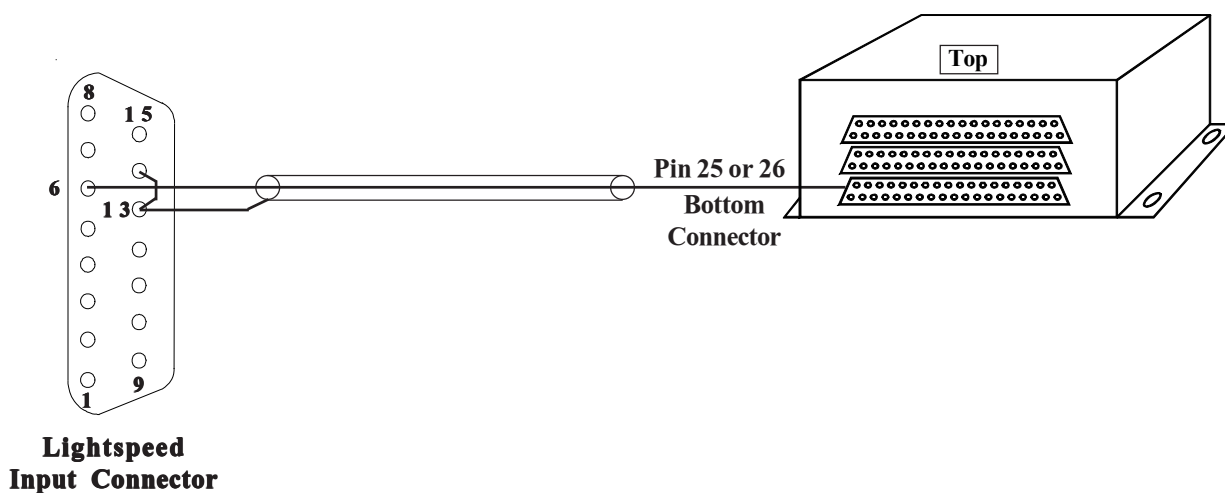 Top
8
1 5
6
1 3
Pin 25 or 26
Bottom
Connector
9
1
Lightspeed
Input Connector